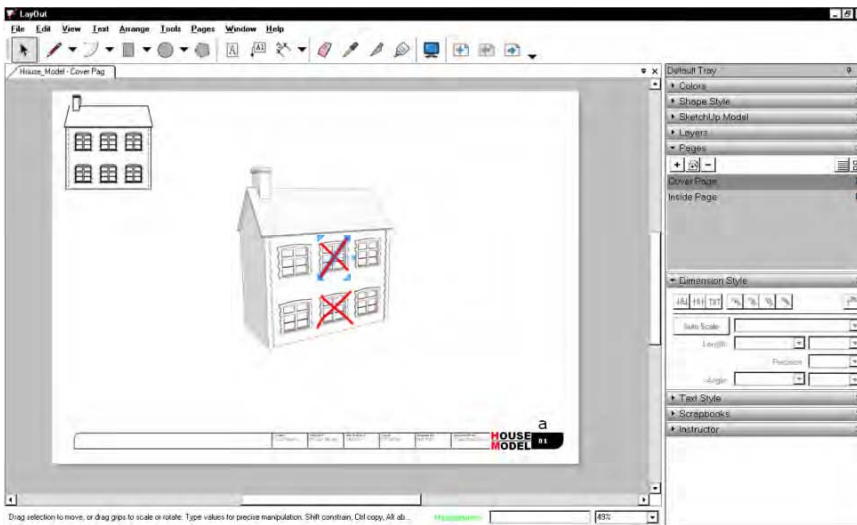 LayOut
File Edit View Text Arrange Tools Pages Window Help
House_Model - Cover Pag
Default Tray
Colors
Shape Style
SketchUp Model
Layers
Pages
Cover Page
Inside Page
Dimension Style
Auto Scale
Length
Precision
Angle
Text Style
Scrapbooks
Instructor
a
HOUSE
MODEL
01
Drag selection to move, or drag grips to scale or rotate. Type values for precise manipulation. Shift constrain, Ctrl copy, Alt ab...
Measurements
49%